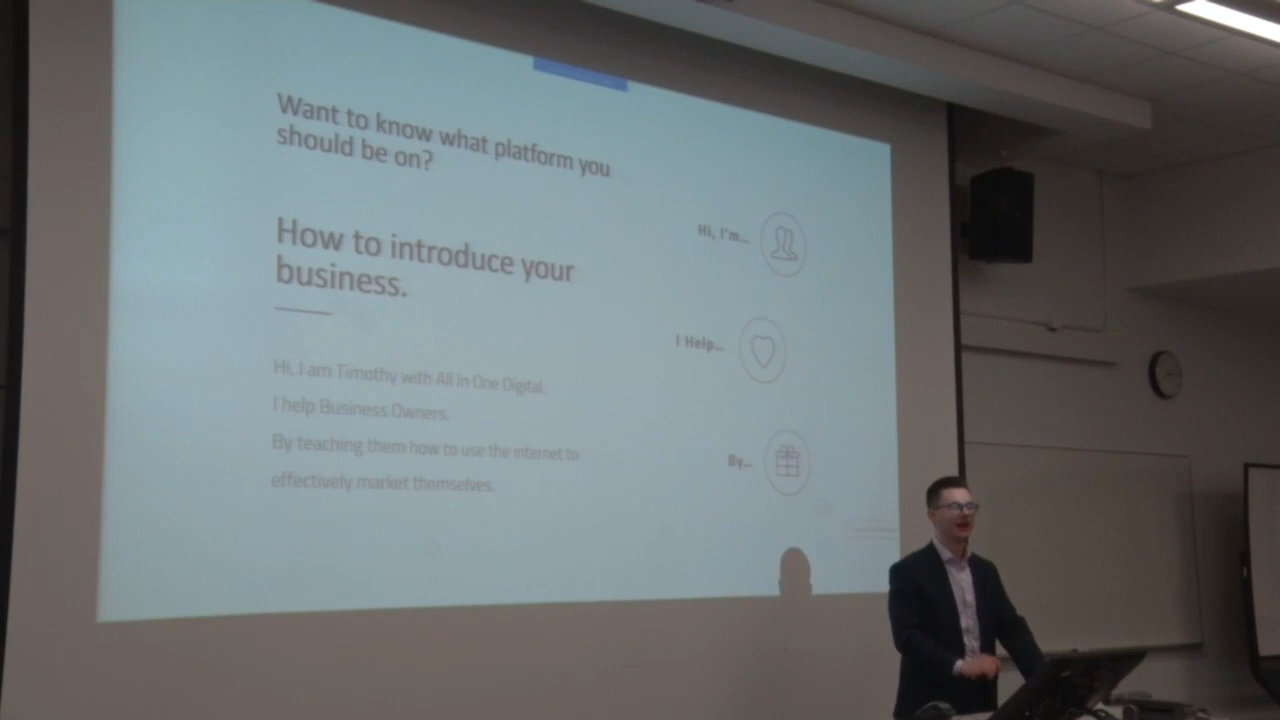 Want to know what platform you
should be on?
How to introduce your
business.
Hi, I am Timothy with All In One Digital.
I help Business Owners.
By teaching them how to use the internet to
effectively market themselves.
Hi, I'm...
I Help...
By...